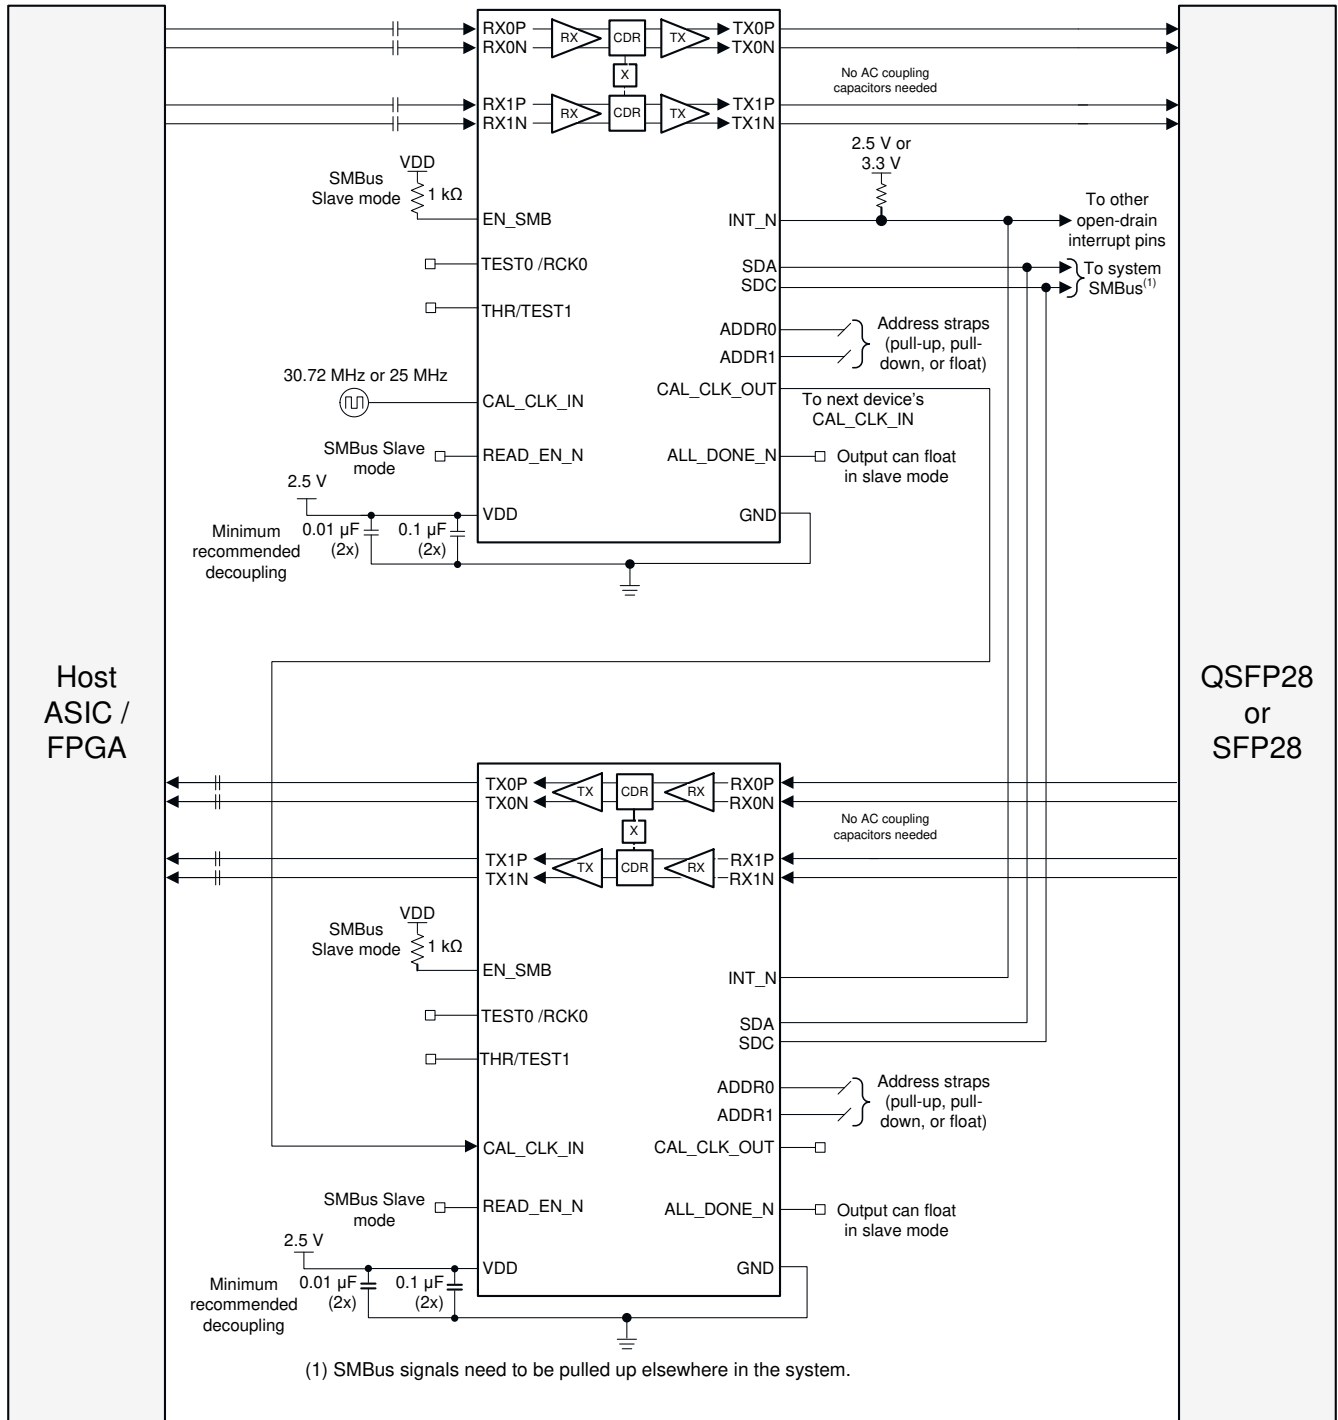 Host
ASIC /
FPGA
QSFP28
or
SFP28
RX0P
RX0N
RX
CDR
TX
TX0P
TX0N
X
RX1P
RX1N
RX
CDR
TX
TX1P
TX1N
No AC coupling
capacitors needed
VDD
SMBus
Slave mode
1 kΩ
EN_SMB
TEST0 /RCK0
THR/TEST1
30.72 MHz or 25 MHz
CAL_CLK_IN
SMBus Slave
mode
READ_EN_N
2.5 V
VDD
Minimum
recommended
decoupling
0.01 µF
(2x)
0.1 µF
(2x)
2.5 V or
3.3 V
INT_N
To other
open-drain
interrupt pins
SDA
SDC
To system
SMBus(1)
ADDR0
ADDR1
Address straps
(pull-up, pull-
down, or float)
CAL_CLK_OUT
To next device's
CAL_CLK_IN
ALL_DONE_N
Output can float
in slave mode
GND
TX0P
TX0N
TX
CDR
RX
RX0P
RX0N
X
TX1P
TX1N
TX
CDR
RX
RX1P
RX1N
No AC coupling
capacitors needed
VDD
SMBus
Slave mode
1 kΩ
EN_SMB
TEST0 /RCK0
THR/TEST1
CAL_CLK_IN
SMBus Slave
mode
READ_EN_N
2.5 V
VDD
Minimum
recommended
decoupling
0.01 µF
(2x)
0.1 µF
(2x)
INT_N
SDA
SDC
ADDR0
ADDR1
Address straps
(pull-up, pull-
down, or float)
CAL_CLK_OUT
ALL_DONE_N
Output can float
in slave mode
GND
(1) SMBus signals need to be pulled up elsewhere in the system.